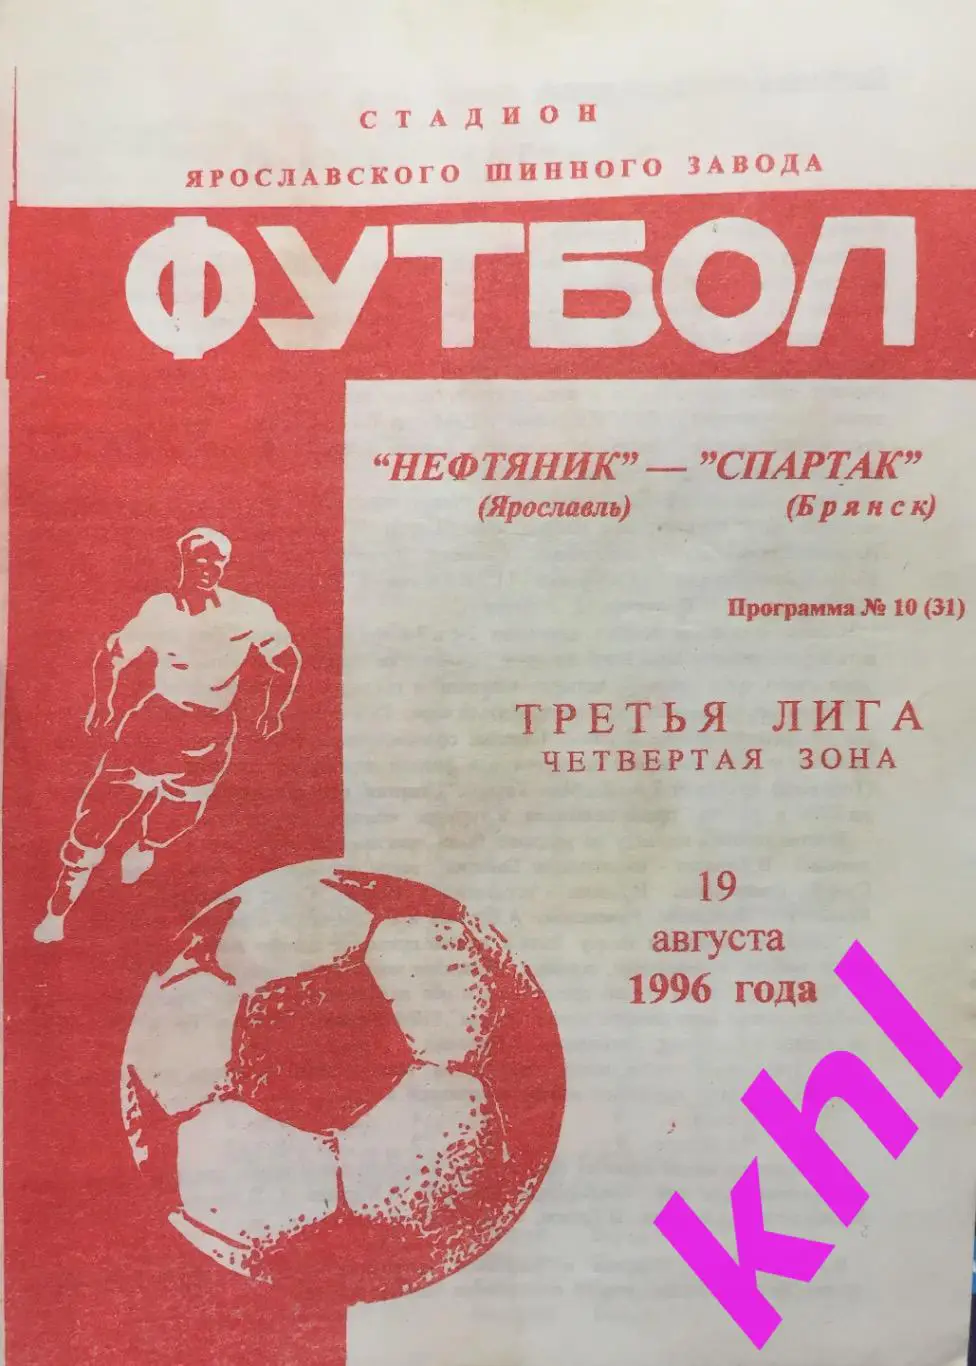 СТАДИОН
ЯРОСЛАВСКОГО ШИННОГО ЗАВОДА
ФУТБОЛ
"НЕФТЯНИК" — "СПАРТАК"
(Ярославль) (Брянск)
Программа № 10 (31)
ТРЕТЬЯ ЛИГА
ЧЕТВЕРТАЯ ЗОНА
19
августа
1996 года
khl